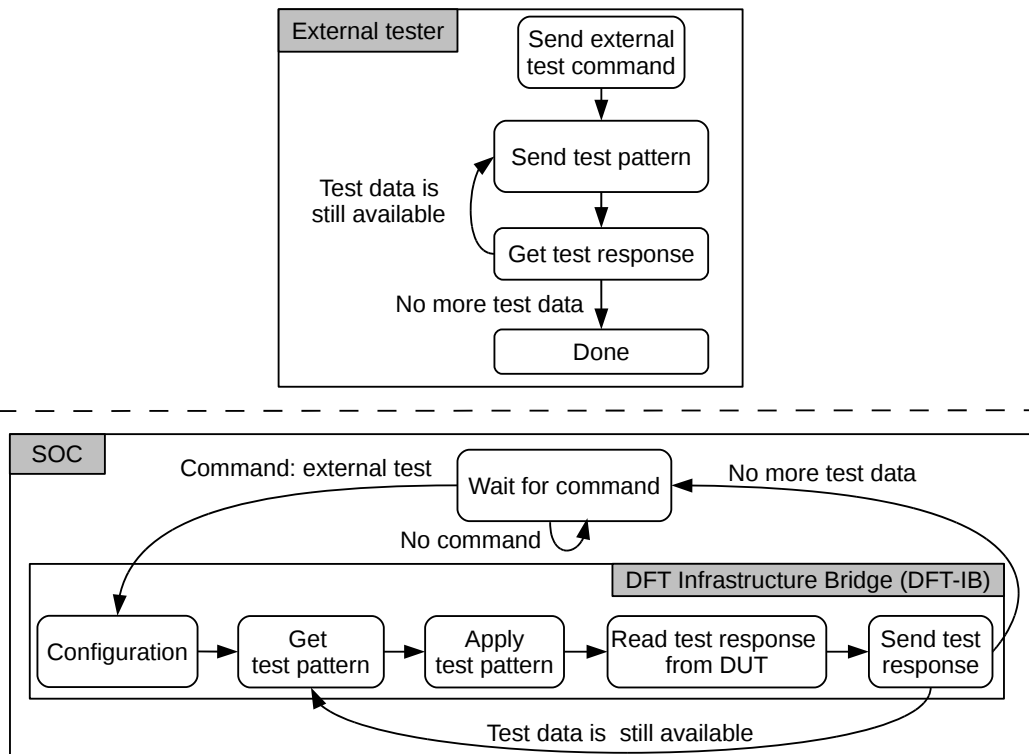 External tester
Send external
test command
Send test pattern
Test data is
still available
Get test response
No more test data
Done
SOC
Command: external test
Wait for command
No more test data
No command
DFT Infrastructure Bridge (DFT-IB)
Configuration
Get
test pattern
Apply
test pattern
Read test response
from DUT
Send test
response
Test data is still available